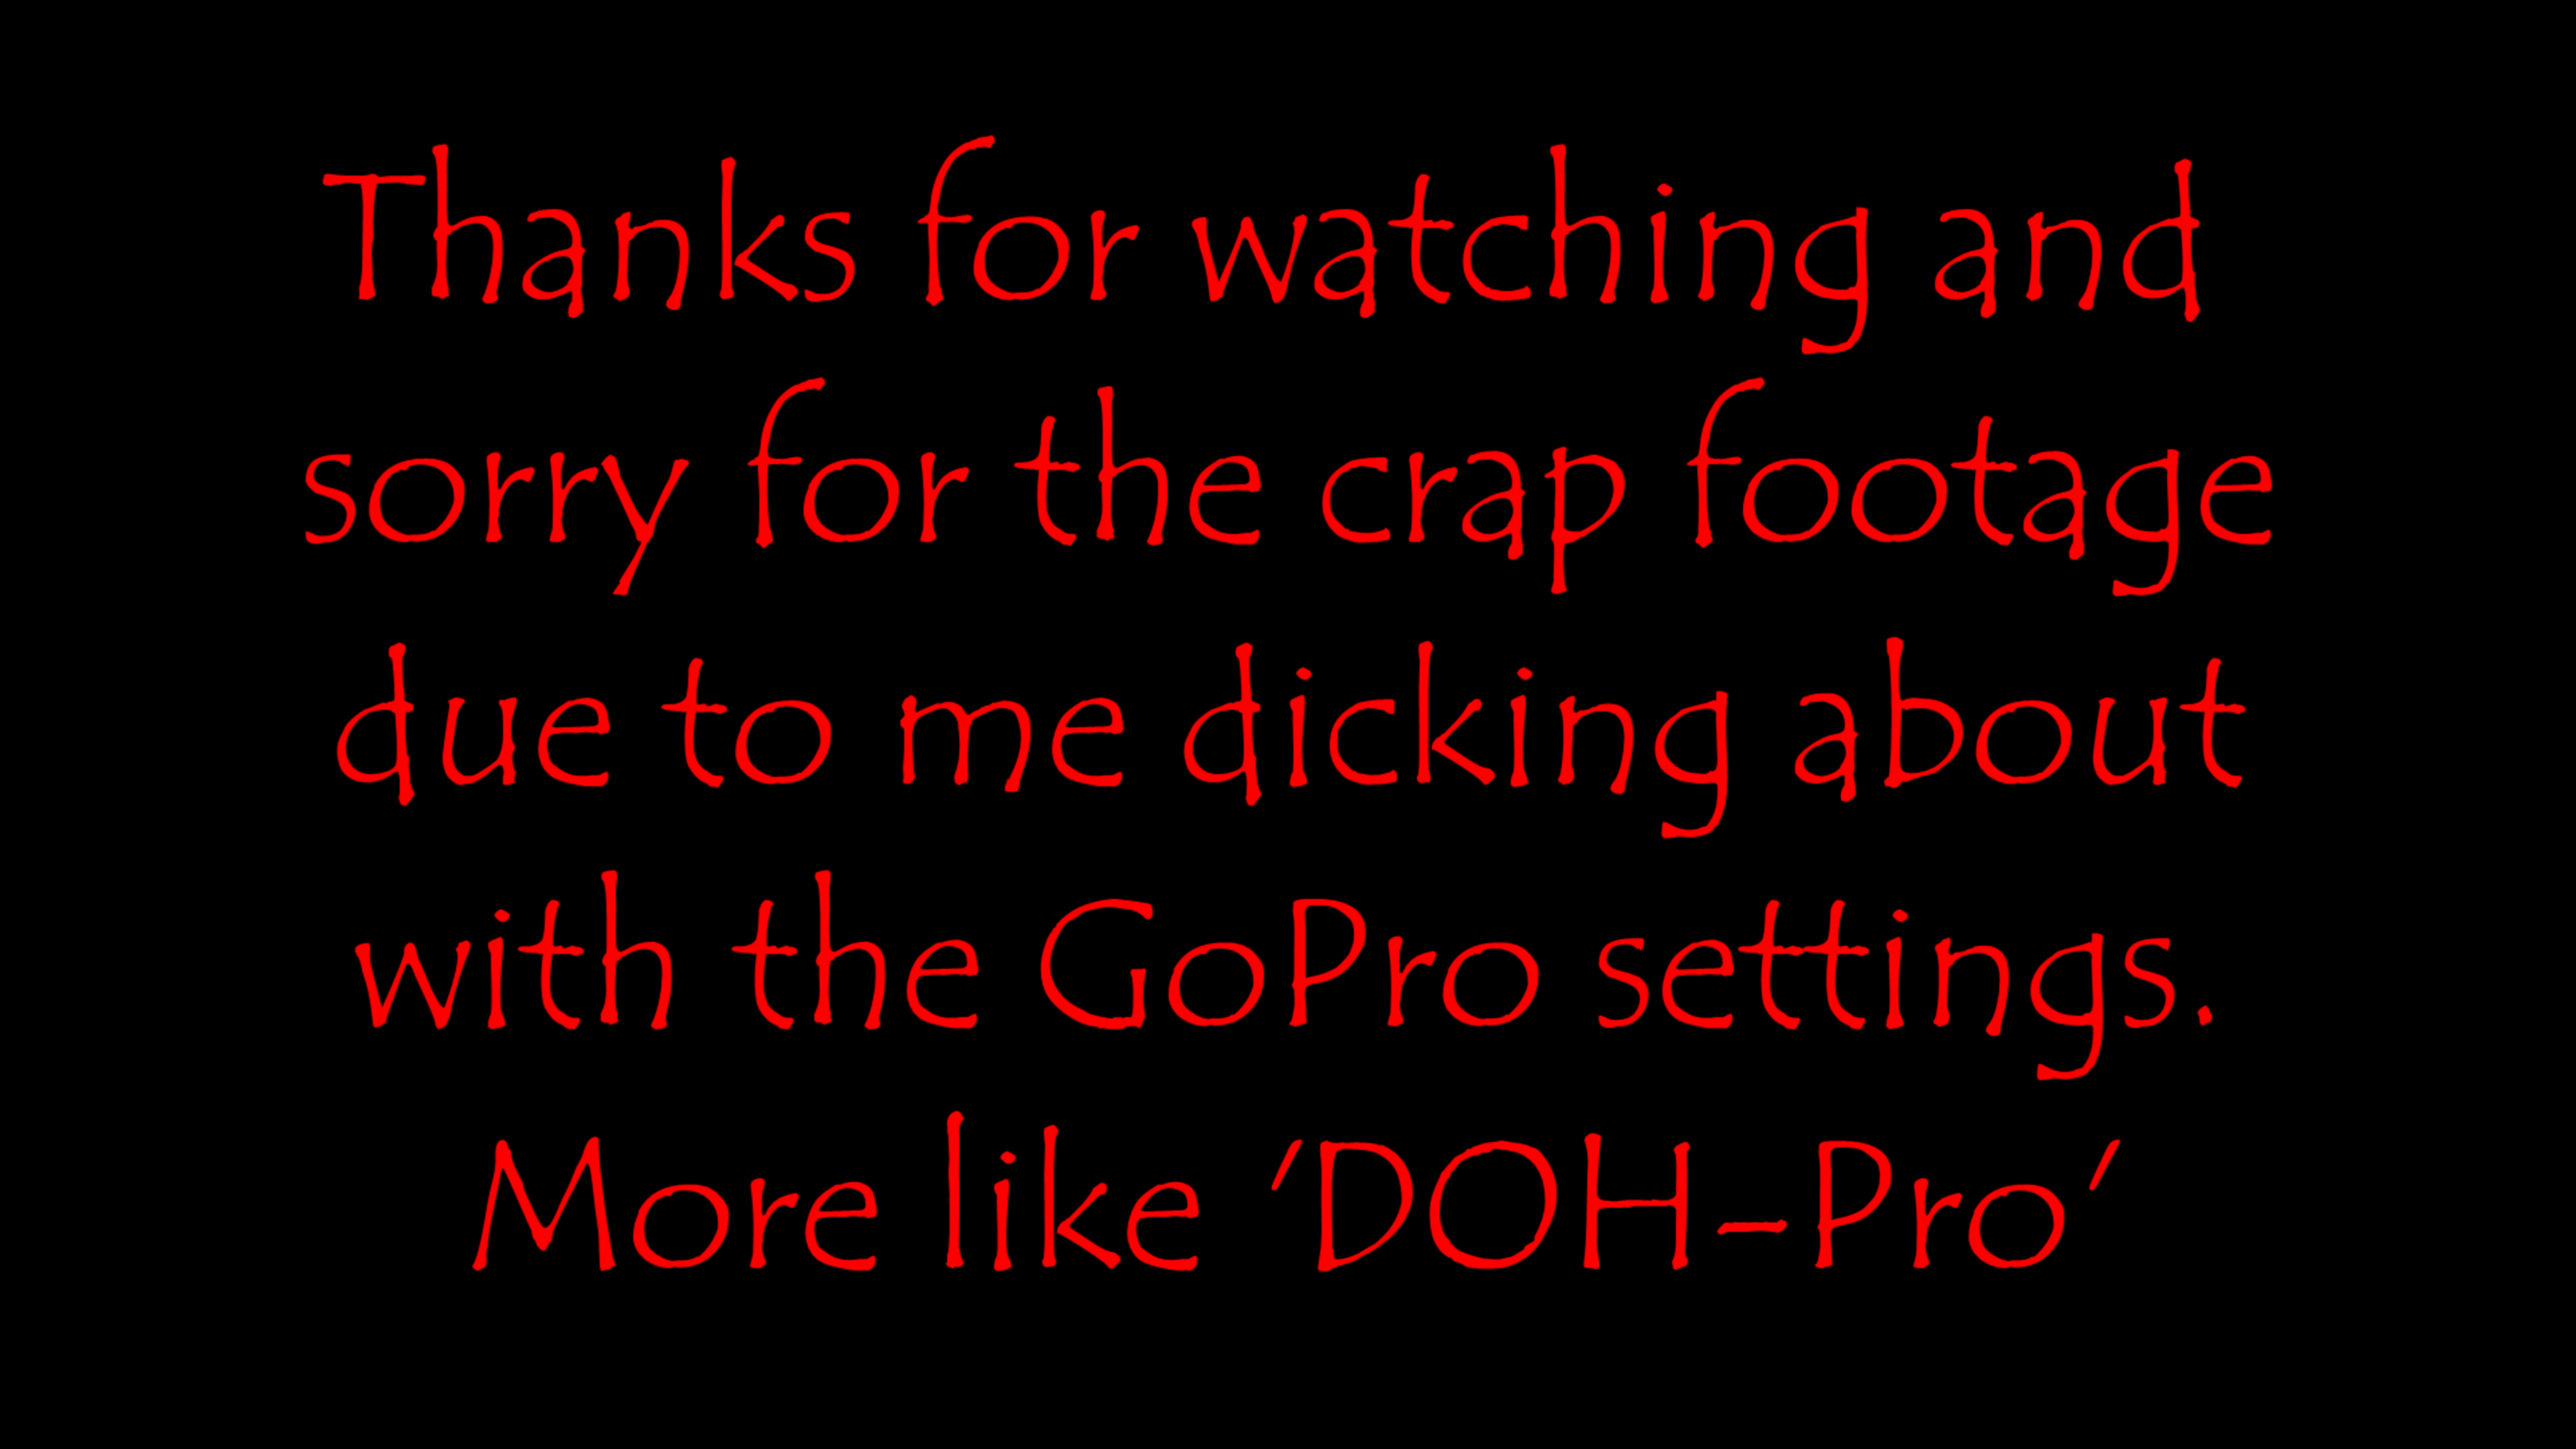 Thanks for watching and
sorry for the crap footage
due to me dicking about
with the GoPro settings.
More like 'DOH-Pro'